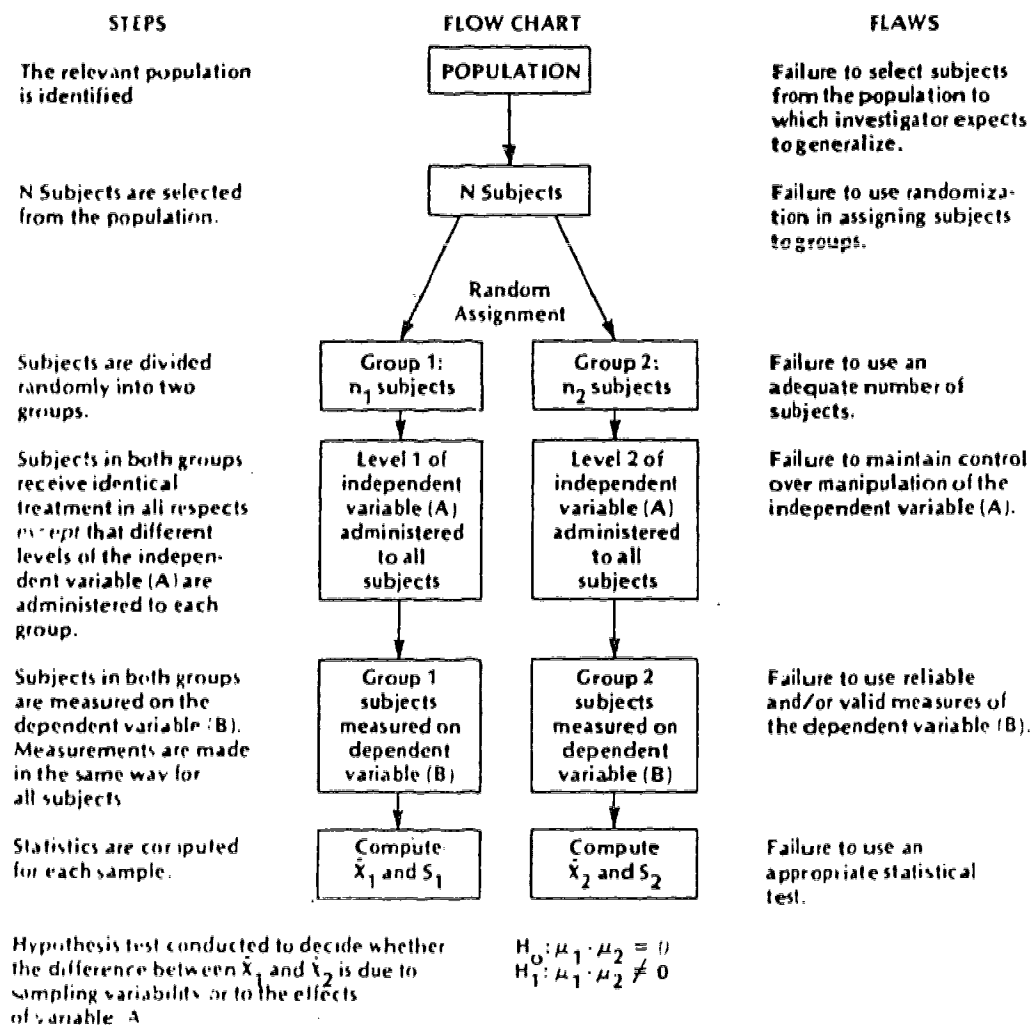 STEPS
FLOW CHART
FLAWS
The relevant population
is identified
POPULATION
Failure to select subjects
from the population to
which investigator expects
to generalize.
N Subjects are selected
from the population.
N Subjects
Failure to use randomiza-
tion in assigning subjects
to groups.
Random
Assignment
Subjects are divided
randomly into two
groups.
Group 1:
n₁ subjects
Group 2:
n₂ subjects
Failure to use an
adequate number of
subjects.
Subjects in both groups
receive identical
treatment in all respects
except that different
levels of the indepen-
dent variable (A) are
administered to each
group.
Level 1 of
independent
variable (A)
administered
to all
subjects
Level 2 of
independent
variable (A)
administered
to all
subjects
Failure to maintain control
over manipulation of the
independent variable (A).
Subjects in both groups
are measured on the
dependent variable (B).
Measurements are made
in the same way for
all subjects
Group 1
subjects
measured on
dependent
variable (B)
Group 2
subjects
measured on
dependent
variable (B)
Failure to use reliable
and/or valid measures of
the dependent variable (B).
Statistics are computed
for each sample.
Compute
X̄₁ and S₁
Compute
X̄₂ and S₂
Failure to use an
appropriate statistical
test.
Hypothesis test conducted to decide whether
the difference between X̄₁ and X̄₂ is due to
sampling variability or to the effects
of variable A
H₀: μ₁ - μ₂ = 0
H₁: μ₁ - μ₂ ≠ 0